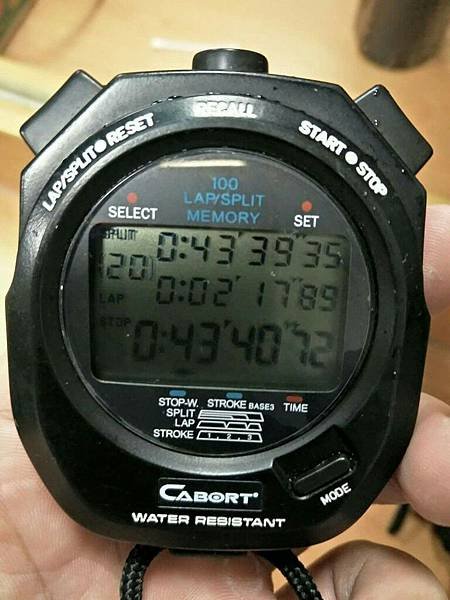 RECALL
LAP/SPLIT●RESET
START●STOP
100
LAP/SPLIT
MEMORY
SELECT
SET
0:43'39"35
(20)
LAP 0:02'17"89
STOP 0:43'40"72
STOP-W. STROKE BASE3 TIME
SPLIT
LAP
STROKE 1, 2, 3
CABORT®
MODE
WATER RESISTANT